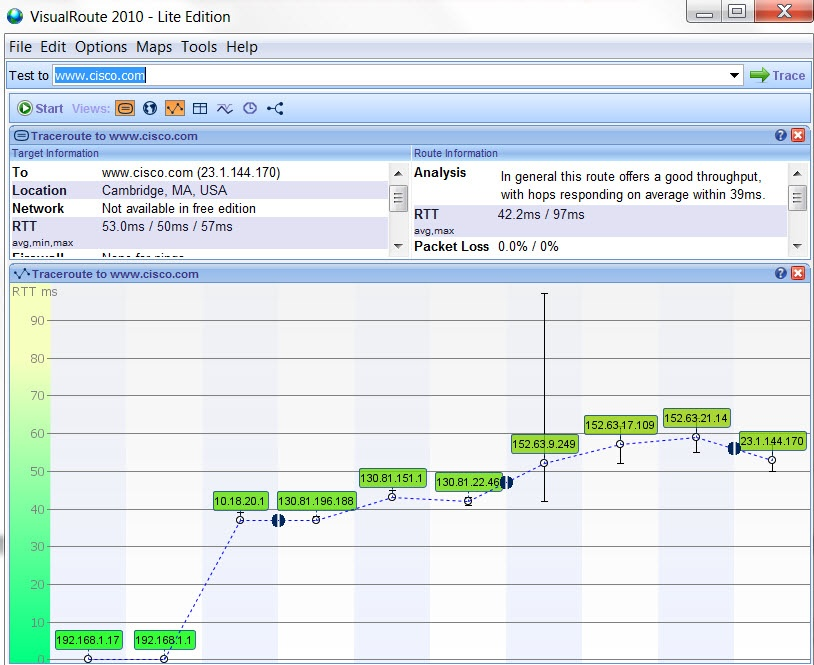 VisualRoute 2010 - Lite Edition
File Edit Options Maps Tools Help
Test to www.cisco.com Trace
Start Views:
Traceroute to www.cisco.com
Target Information
To www.cisco.com (23.1.144.170)
Location Cambridge, MA, USA
Network Not available in free edition
RTT 53.0ms / 50ms / 57ms
avg,min,max
Firewall None for pings
Route Information
Analysis In general this route offers a good throughput,
with hops responding on average within 39ms.
RTT 42.2ms / 97ms
avg,max
Packet Loss 0.0% / 0%
Traceroute to www.cisco.com
RTT ms
90
80
70
60
50
40
30
20
10
0
192.168.1.17
192.168.1.1
10.18.20.1
130.81.196.188
130.81.151.1
130.81.22.46
152.63.9.249
152.63.17.109
152.63.21.14
23.1.144.170